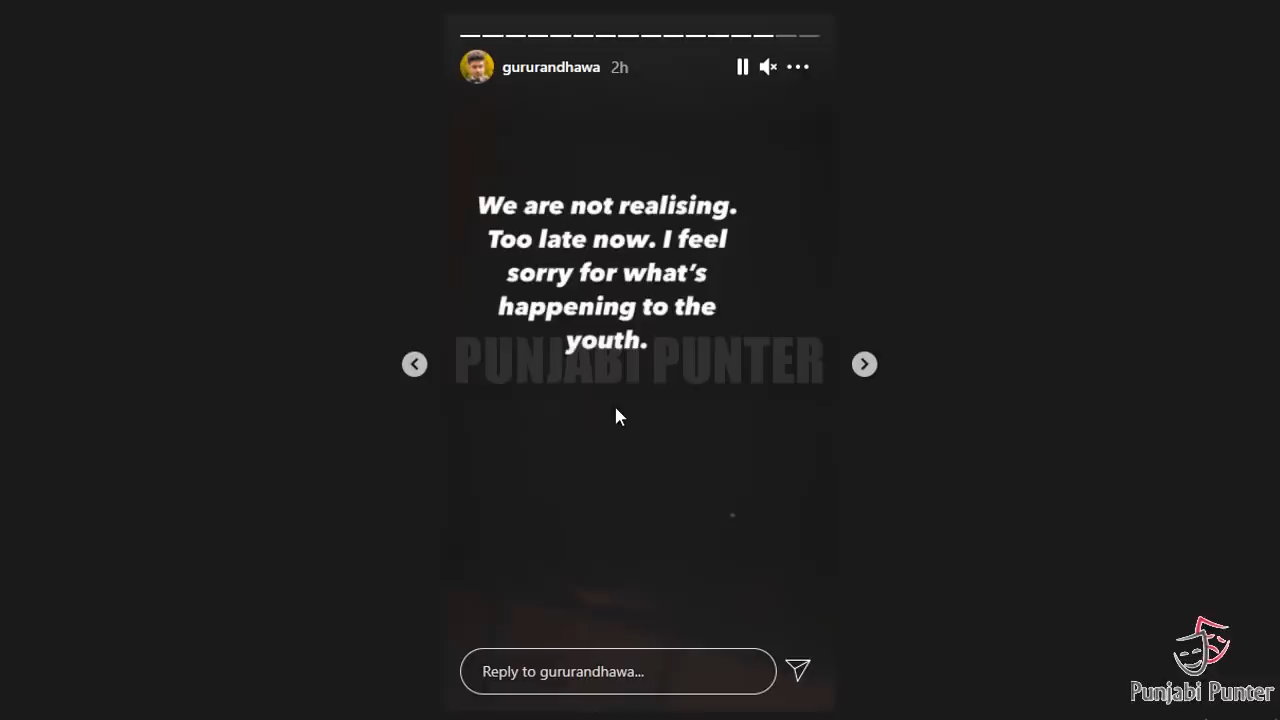 gururandhawa 2h
We are not realising.
Too late now. I feel
sorry for what's
happening to the
youth.
PUNJABI PUNTER
Reply to gururandhawa...
Punjabi Punter